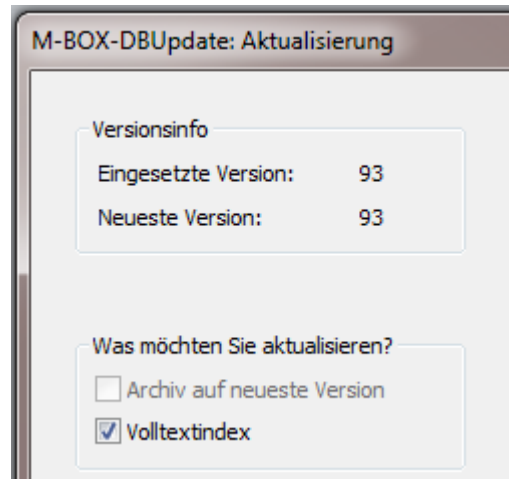 M-BOX-DBUpdate: Aktualisierung
Versionsinfo
Eingesetzte Version: 93
Neueste Version: 93
Was möchten Sie aktualisieren?
Archiv auf neueste Version
Volltextindex